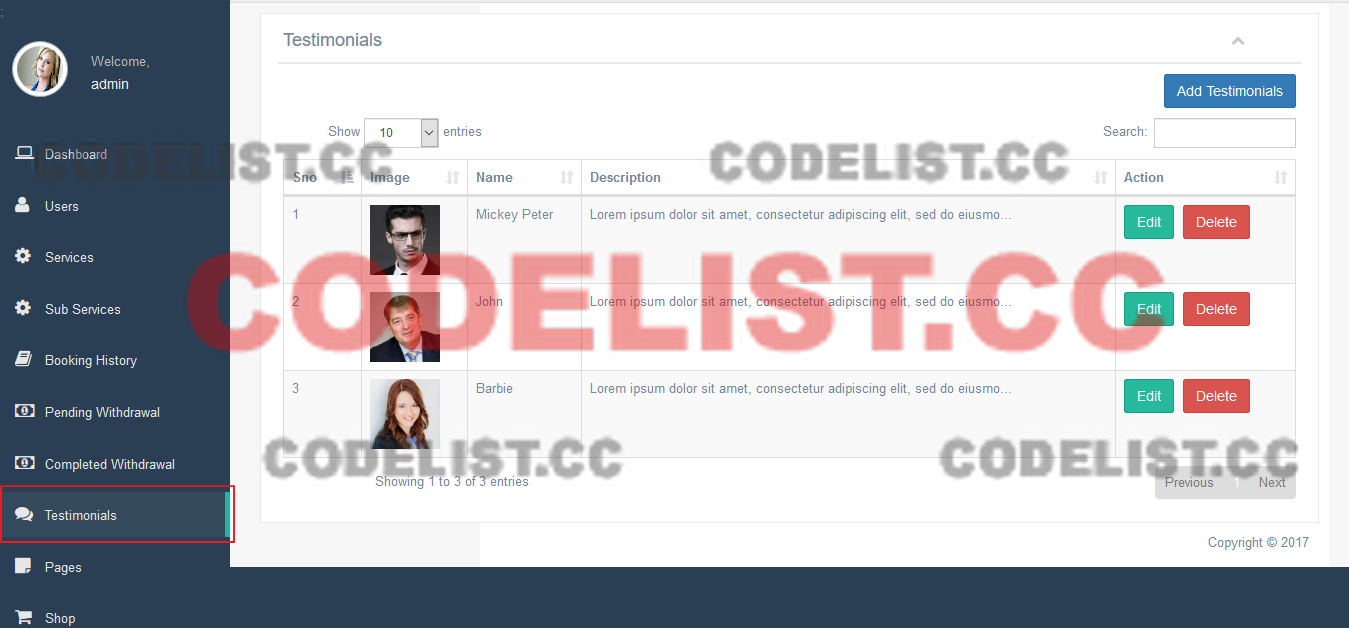 ;
Welcome,
admin
Dashboard
Users
Services
Sub Services
Booking History
Pending Withdrawal
Completed Withdrawal
Testimonials
Pages
Shop
Testimonials
Add Testimonials
Show 10 entries
Search:
CODELIST.CC
CODELIST.CC
Sno Image Name Description Action
1 Mickey Peter Lorem ipsum dolor sit amet, consectetur adipiscing elit, sed do eiusmo... Edit Delete
CODELIST.CC
2 John Lorem ipsum dolor sit amet, consectetur adipiscing elit, sed do eiusmo... Edit Delete
3 Barbie Lorem ipsum dolor sit amet, consectetur adipiscing elit, sed do eiusmo... Edit Delete
CODELIST.CC
CODELIST.CC
Showing 1 to 3 of 3 entries
Previous 1 Next
Copyright © 2017